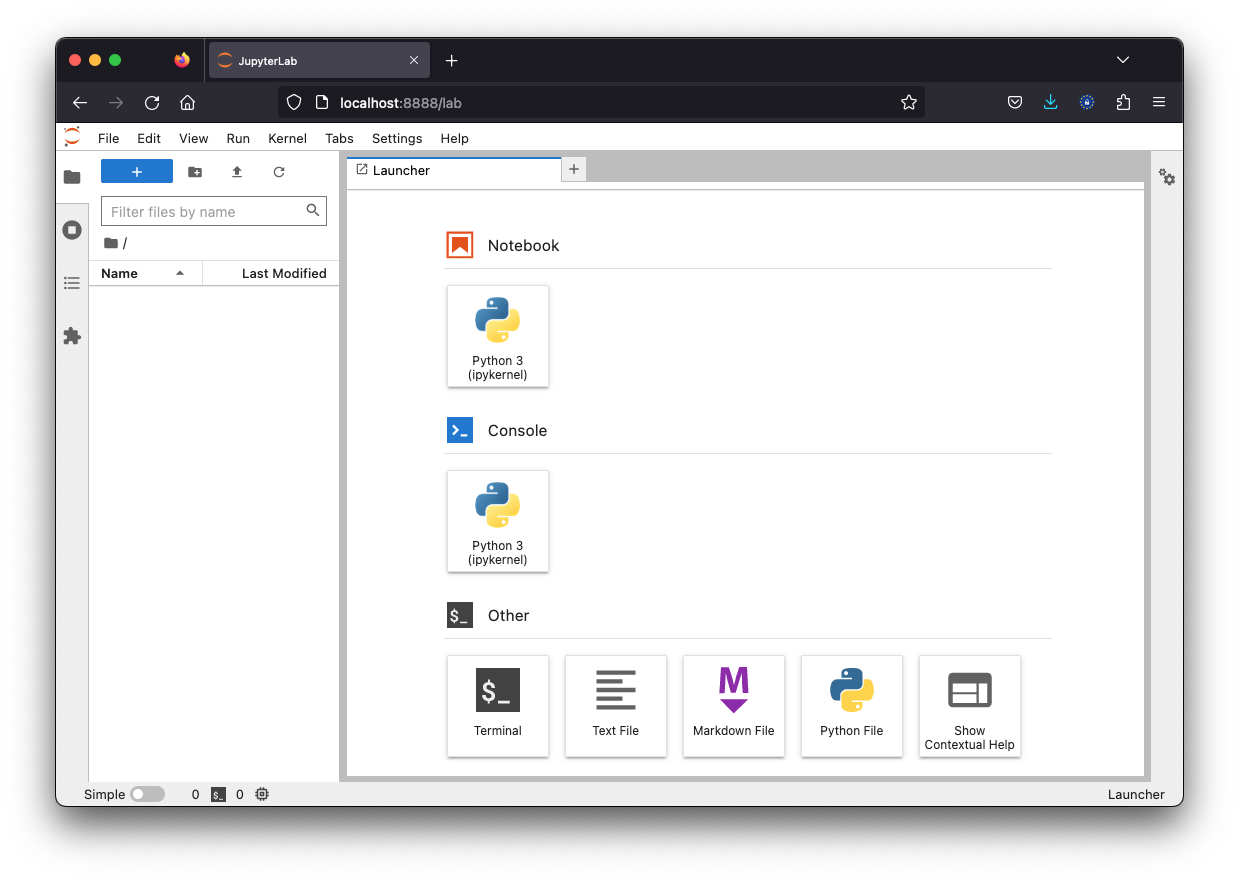 JupyterLab
localhost:8888/lab
File Edit View Run Kernel Tabs Settings Help
Launcher
Filter files by name
/
Name Last Modified
Notebook
Python 3
(ipykernel)
Console
Python 3
(ipykernel)
$_ Other
$_
Terminal Text File Markdown File Python File Show
Contextual Help
Simple 0 $_ 0 Launcher